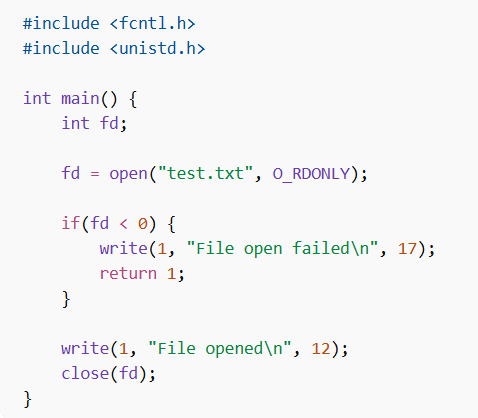 #include <fcntl.h>
#include <unistd.h>

int main() {
    int fd;

    fd = open("test.txt", O_RDONLY);

    if(fd < 0) {
        write(1, "File open failed\n", 17);
        return 1;
    }

    write(1, "File opened\n", 12);
    close(fd);
}